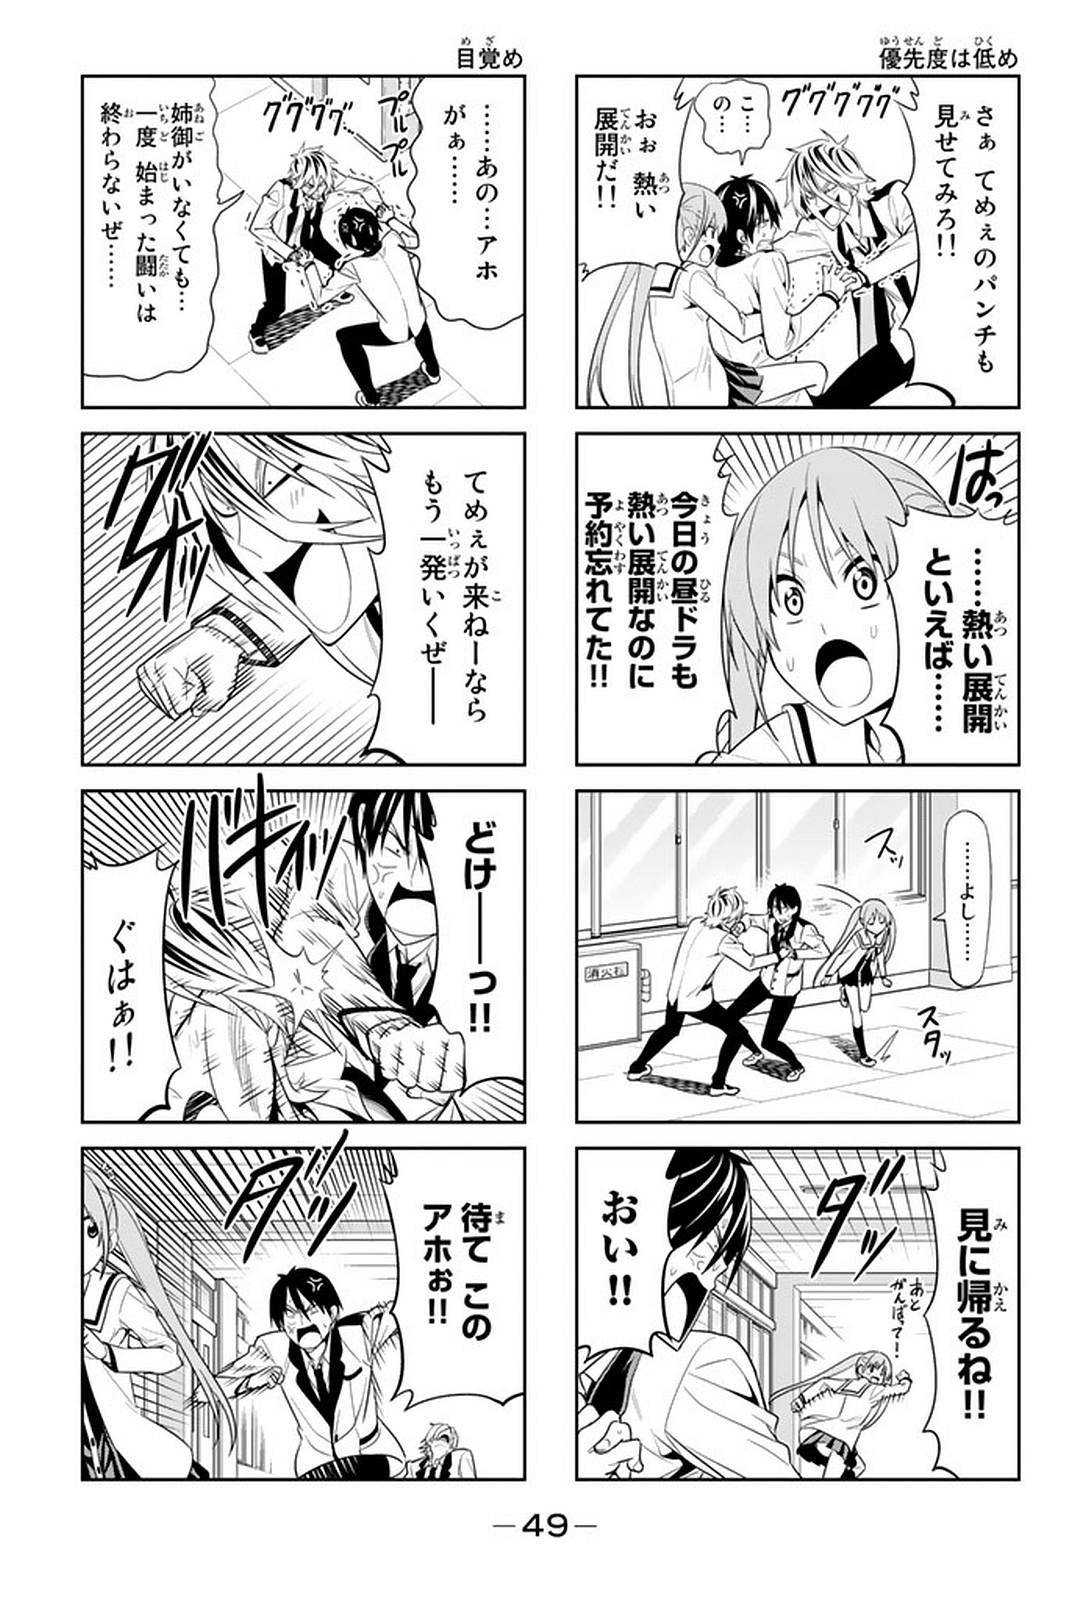 優先度は低め
さぁ てめぇのパンチも
見せてみろ!!
ググググ
こ…
の…
おぉ 熱い
展開だ!!
はっ
……熱い展開
といえば……
今日の昼ドラも
熱い展開なのに
予約忘れてた!!
……よし……
スッ
スタッ
消火栓
見に帰るね!!
ダッ
あと
がんばって!
おい!!
目覚め
……あの…アホ
がぁ……
プルプル
ググググ…
姉御がいなくても…
一度 始まった闘いは
終わらないぜ……
てめぇが来ねーなら
もう一発いくぜ――
グオッ
どけ――っ!!
ドキャッ
ぐはぁ!!
待て この
アホぉ!!
ダッ
―49―